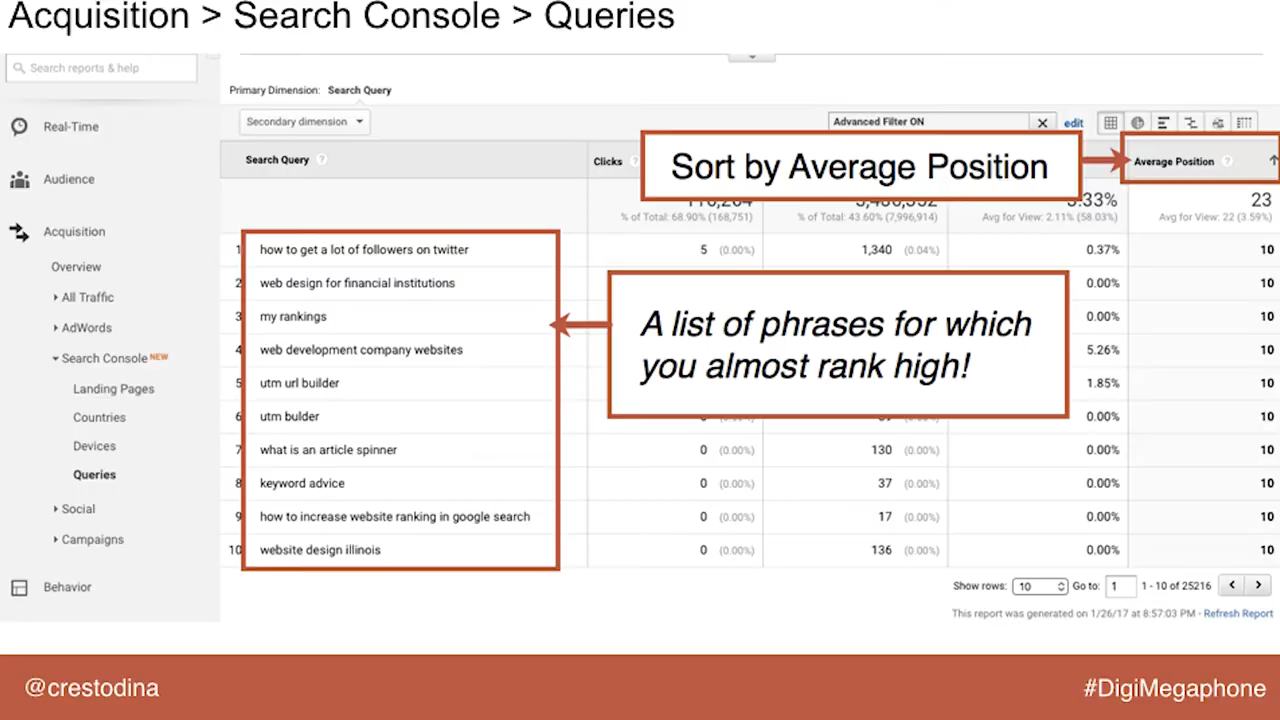 Acquisition > Search Console > Queries
Search reports & help
Primary Dimension: Search Query
Secondary dimension
Advanced Filter ON
edit
Real-Time
Audience
Acquisition
Overview
All Traffic
AdWords
Search Console NEW
Landing Pages
Countries
Devices
Queries
Social
Campaigns
Behavior
Search Query Clicks Average Position
Sort by Average Position
23
% of Total: 68.90% (168,751) % of Total: 43.60% (7,996,914) Avg for View: 2.11% (58.03%) Avg for View: 22 (3.59%)
1 how to get a lot of followers on twitter 5 (0.00%) 1,340 (0.04%) 0.37% 10
2 web design for financial institutions 0.00% 10
3 my rankings 0.00% 10
4 web development company websites 5.26% 10
5 utm url builder 1.85% 10
6 utm bulder 0.00% 10
7 what is an article spinner 0 (0.00%) 130 (0.00%) 0.00% 10
8 keyword advice 0 (0.00%) 37 (0.00%) 0.00% 10
9 how to increase website ranking in google search 0 (0.00%) 17 (0.00%) 0.00% 10
10 website design illinois 0 (0.00%) 136 (0.00%) 0.00% 10
A list of phrases for which
you almost rank high!
Show rows: 10 Go to: 1 1 - 10 of 25216
This report was generated on 1/26/17 at 8:57:03 PM - Refresh Report
@crestodina
#DigiMegaphone